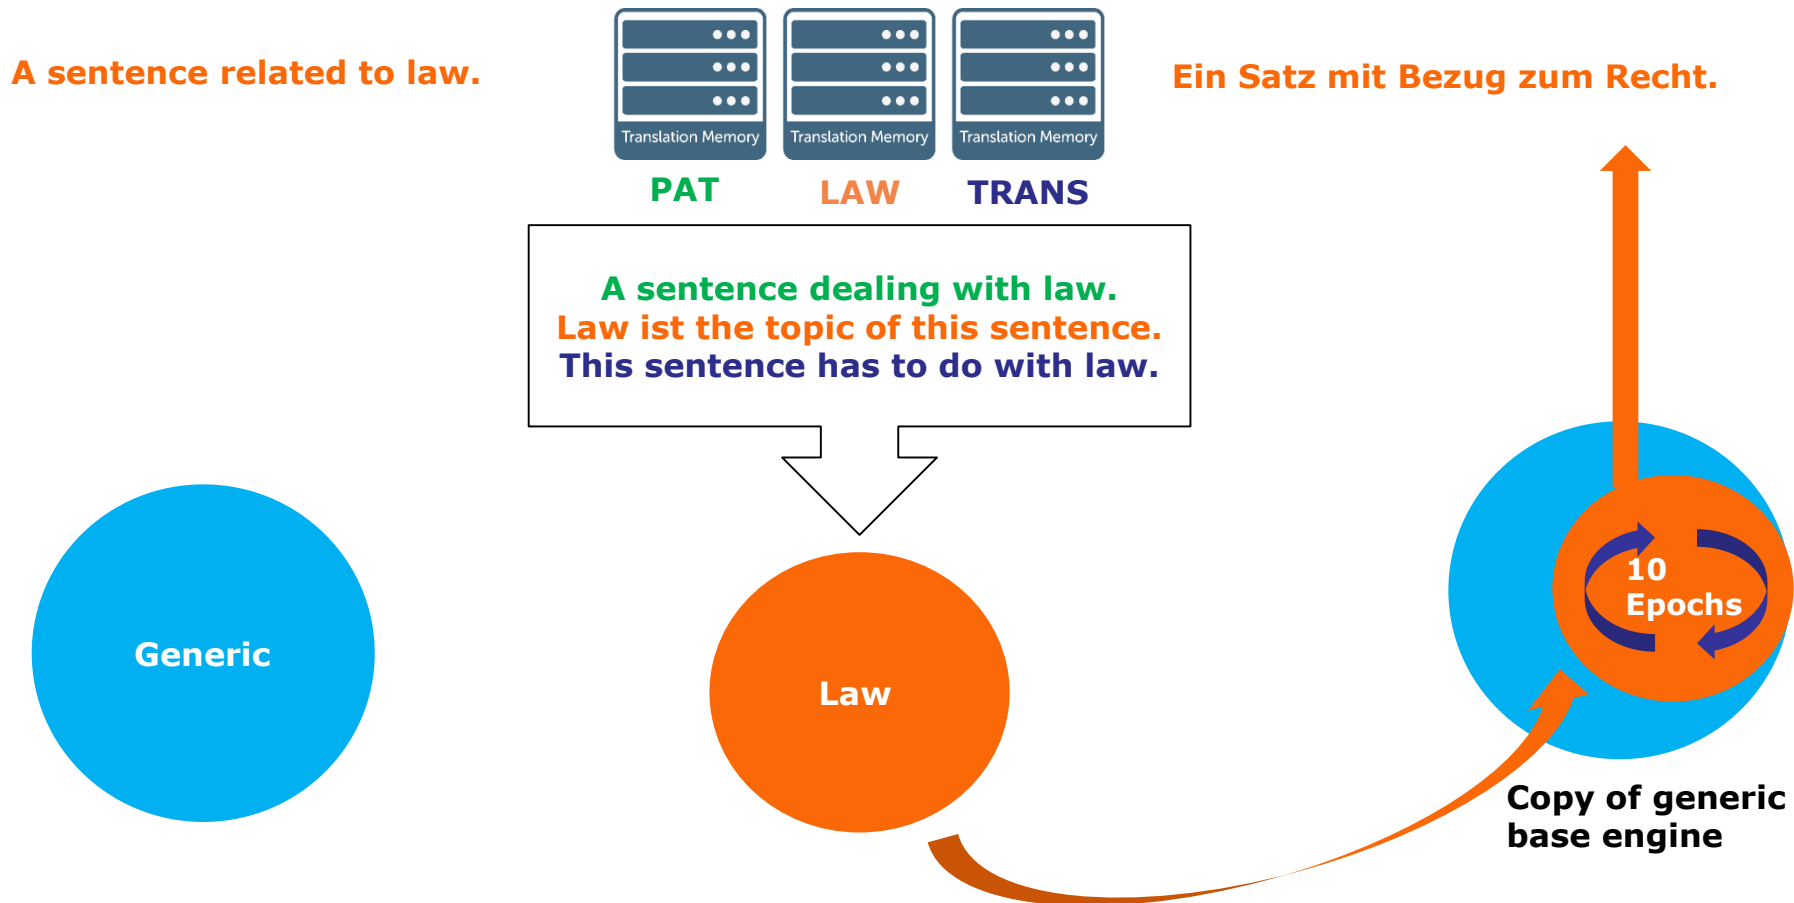 A sentence related to law.
Translation Memory
Translation Memory
Translation Memory
Ein Satz mit Bezug zum Recht.
PAT
LAW
TRANS
A sentence dealing with law.
Law ist the topic of this sentence.
This sentence has to do with law.
Generic
Law
10
Epochs
Copy of generic
base engine